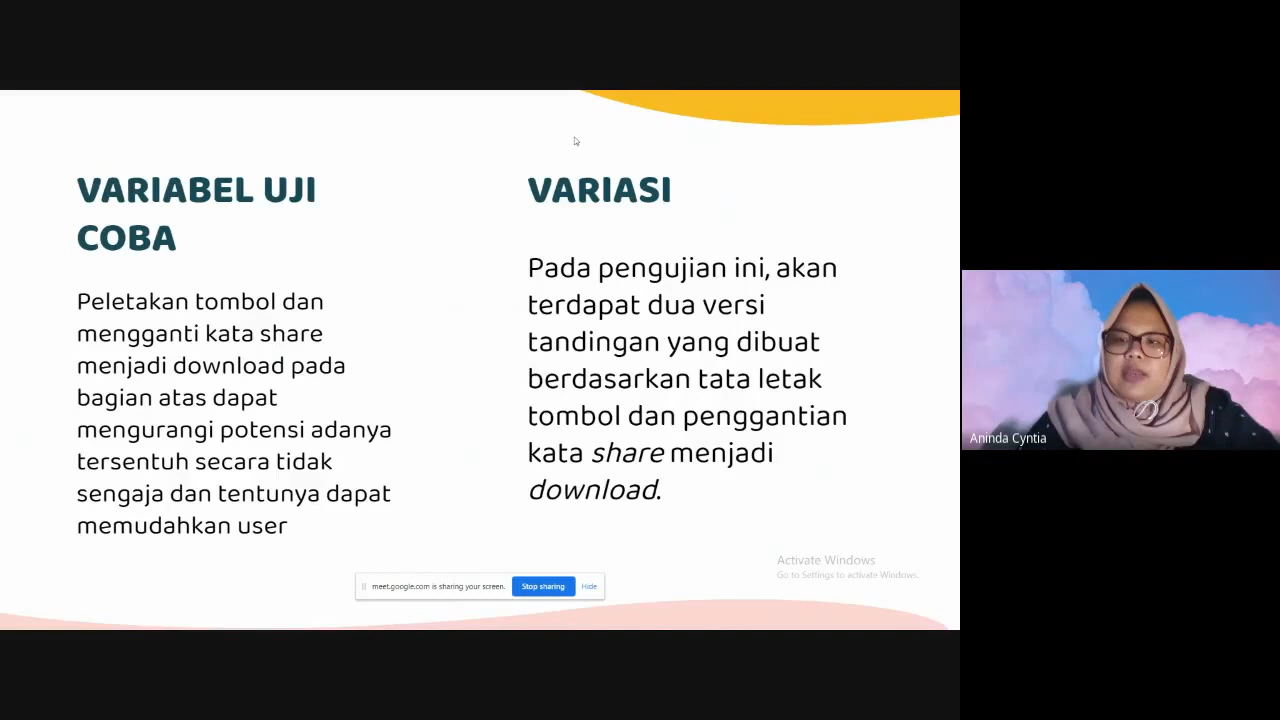 VARIABEL UJI
COBA
Peletakan tombol dan
mengganti kata share
menjadi download pada
bagian atas dapat
mengurangi potensi adanya
tersentuh secara tidak
sengaja dan tentunya dapat
memudahkan user
VARIASI
Pada pengujian ini, akan
terdapat dua versi
tandingan yang dibuat
berdasarkan tata letak
tombol dan penggantian
kata share menjadi
download.
Activate Windows
Go to Settings to activate Windows.
meet.google.com is sharing your screen. Stop sharing Hide
Aninda Cyntia